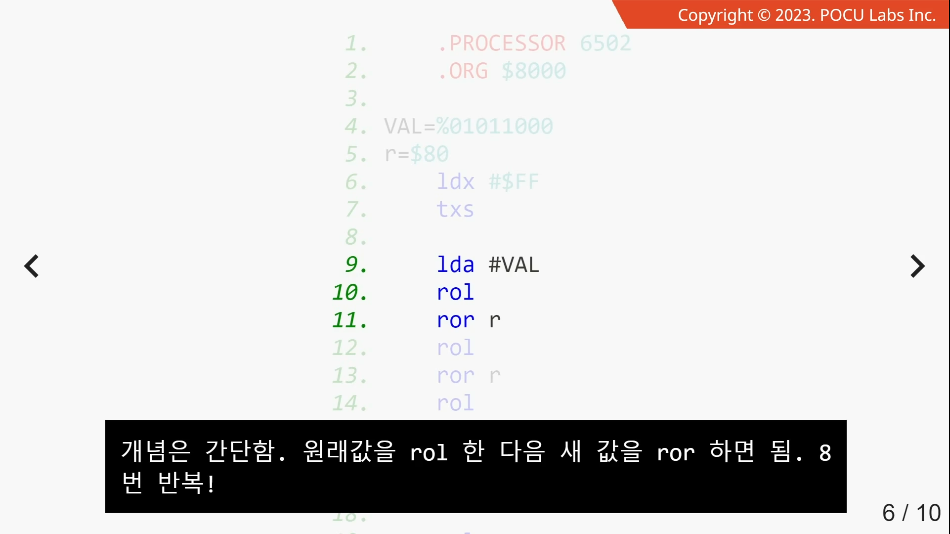 Copyright © 2023. POCU Labs Inc.
1. .PROCESSOR 6502
2. .ORG $8000
3.
4. VAL=%01011000
5. r=$80
6. ldx #$FF
7. txs
8.
9. lda #VAL
10. rol
11. ror r
12. rol
13. ror r
14. rol
개념은 간단함. 원래값을 rol 한 다음 새 값을 ror 하면 됨. 8
번 반복!
18.
6 / 10